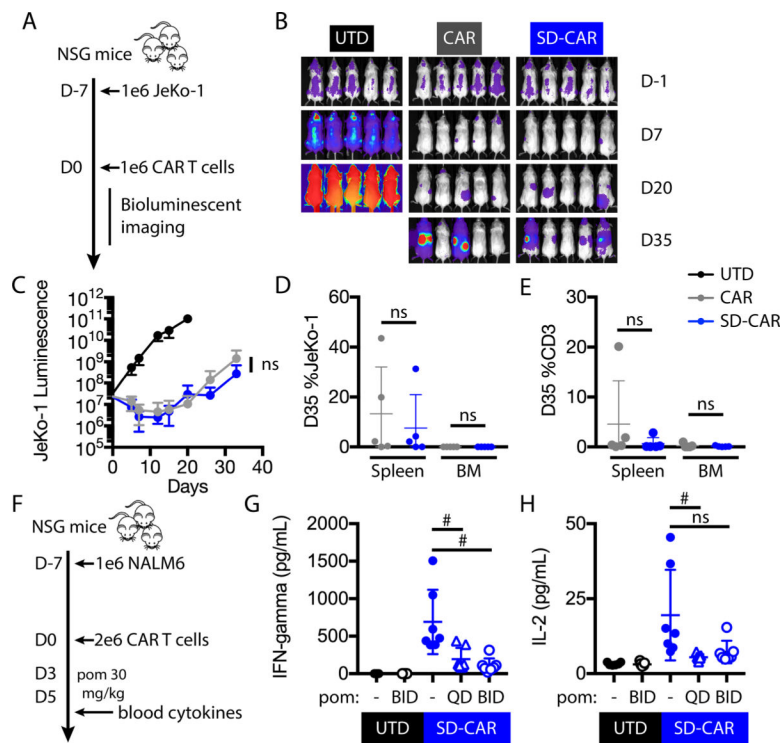 A
NSG mice
D-7
1e6 JeKo-1
D0
1e6 CAR T cells
Bioluminescent
imaging
B
UTD
CAR
SD-CAR
D-1
D7
D20
D35
C
JeKo-1 Luminescence
10^12
10^11
10^10
10^9
10^8
10^7
10^6
10^5
0 10 20 30 40
Days
ns
D
D35 %JeKo-1
60
40
20
0
ns
ns
Spleen BM
E
D35 %CD3
30
20
10
0
ns
ns
Spleen BM
UTD
CAR
SD-CAR
F
NSG mice
D-7
1e6 NALM6
D0
2e6 CAR T cells
D3
D5
pom 30
mg/kg
blood cytokines
G
IFN-gamma (pg/mL)
2000
1500
1000
500
0
#
#
pom: - BID - QD BID
UTD SD-CAR
H
IL-2 (pg/mL)
50
25
0
#
ns
pom: - BID - QD BID
UTD SD-CAR